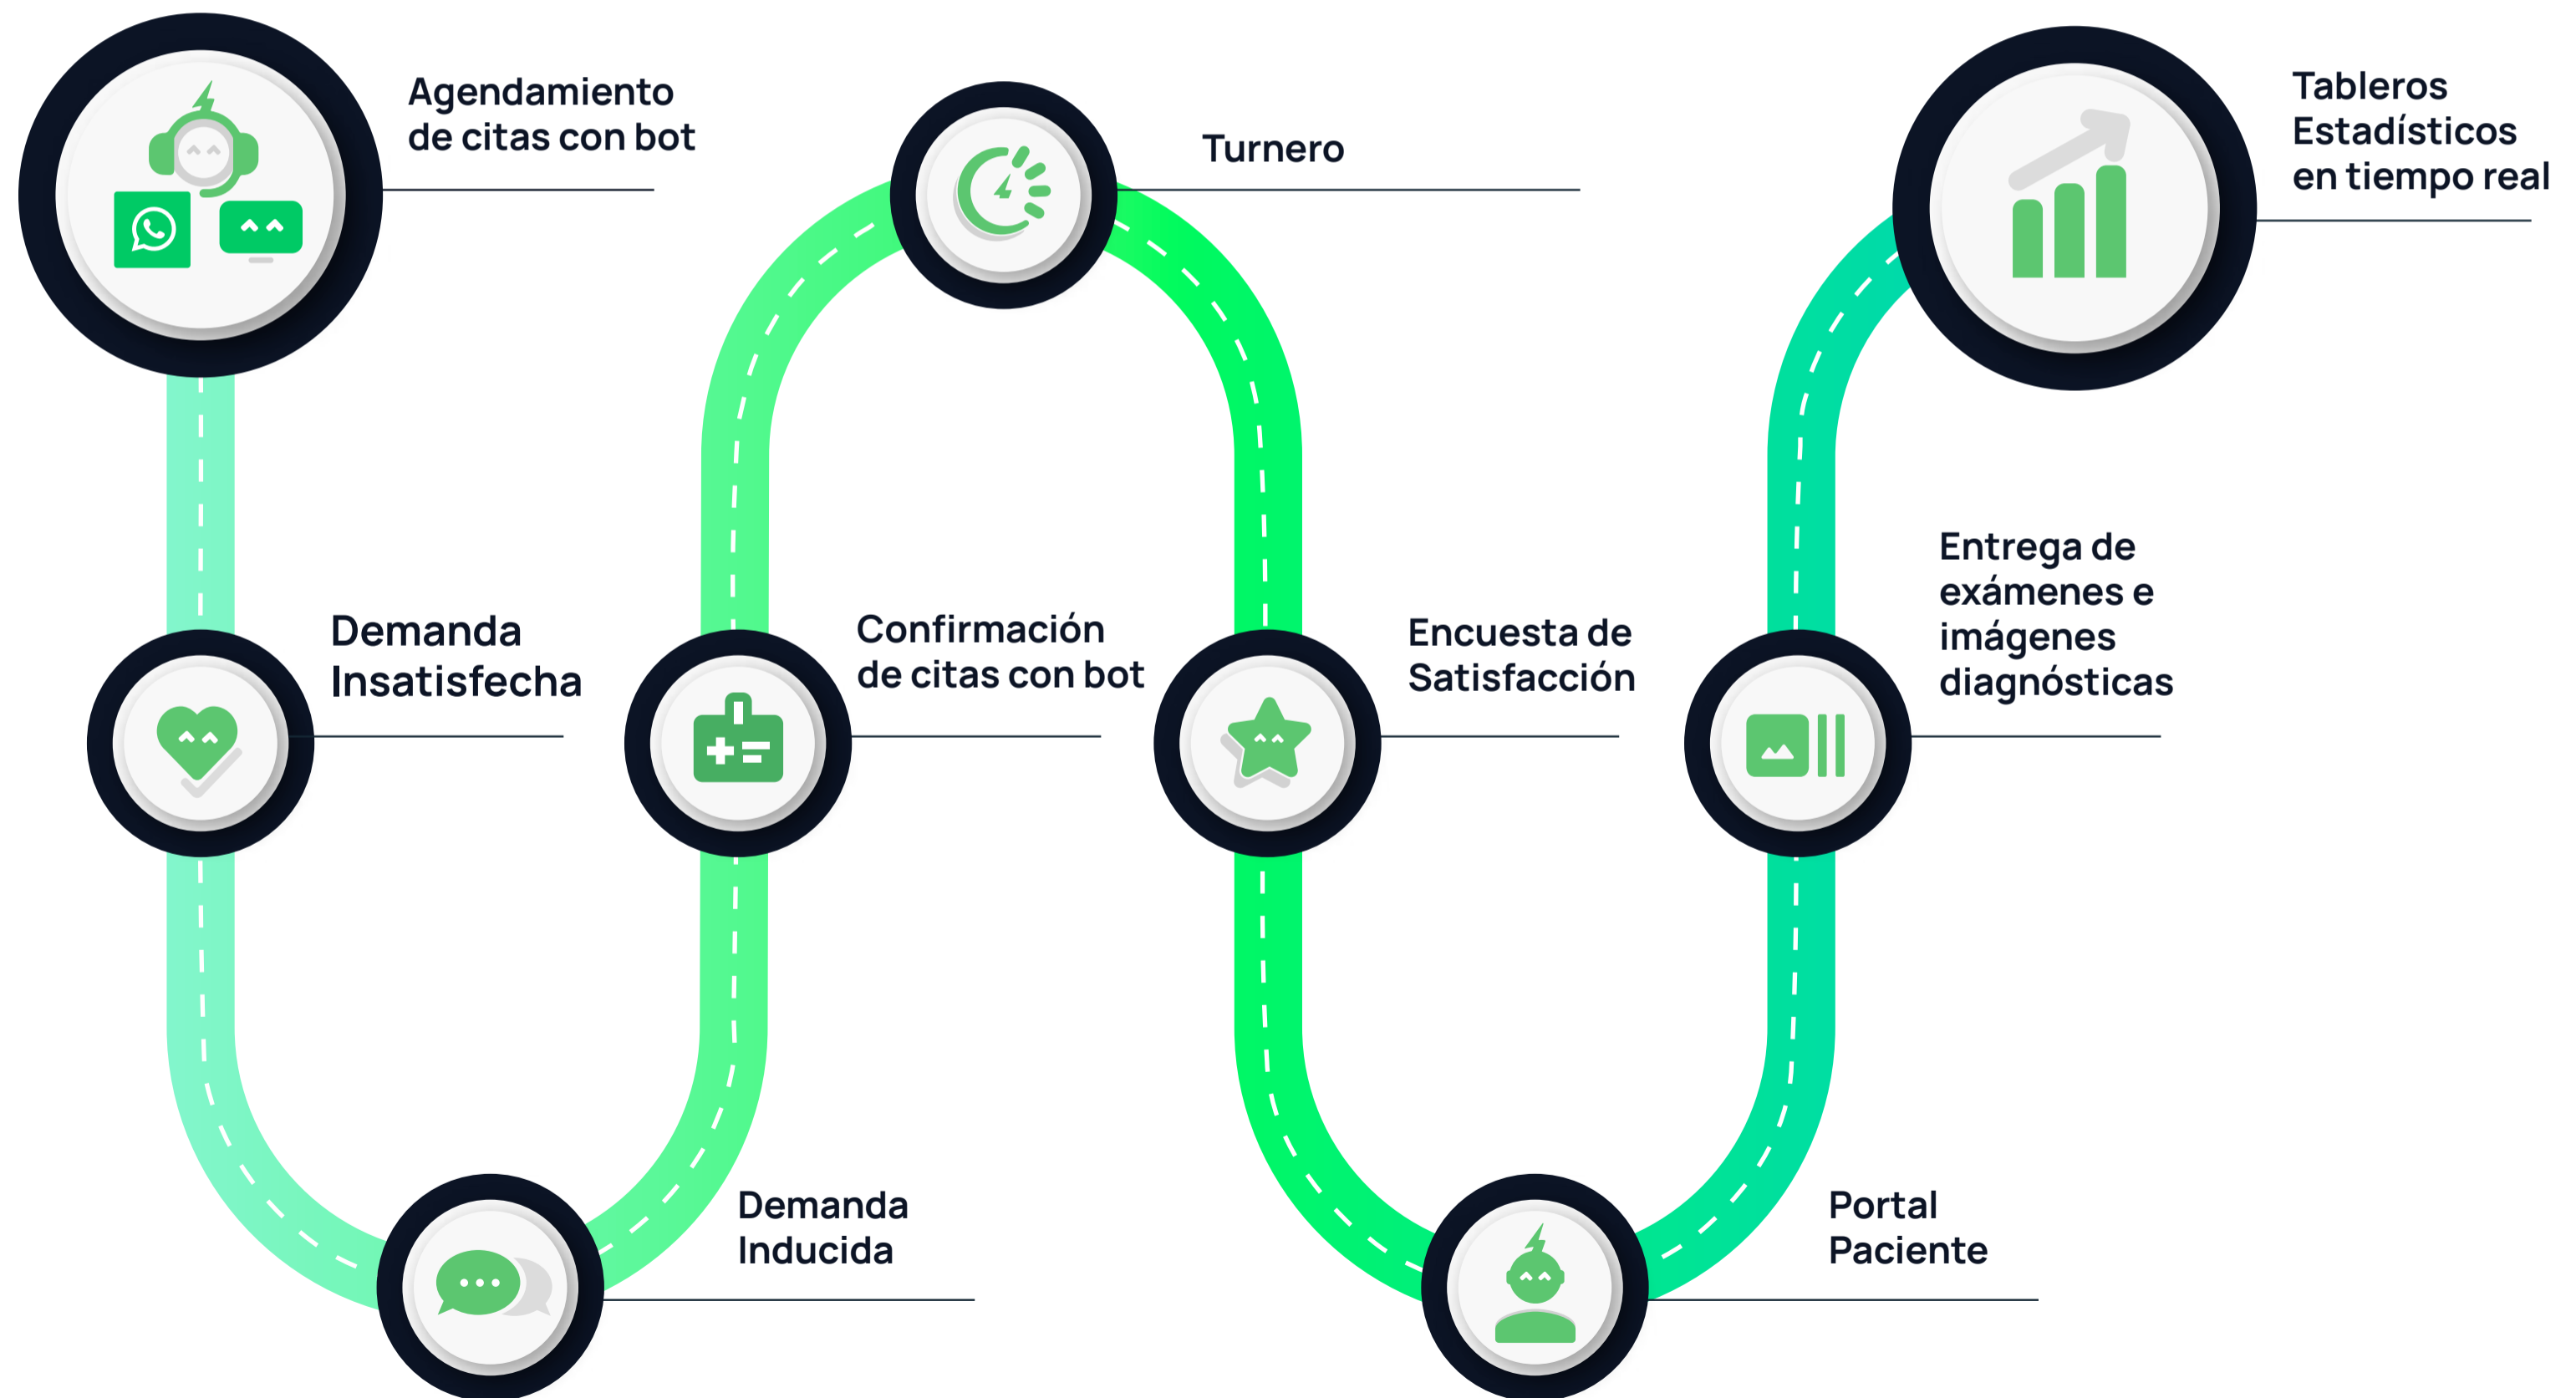 Agendamiento
de citas con bot
Demanda
Insatisfecha
Demanda
Inducida
Confirmación
de citas con bot
Turnero
Encuesta de
Satisfacción
Portal
Paciente
Entrega de
exámenes e
imágenes
diagnósticas
Tableros
Estadísticos
en tiempo real